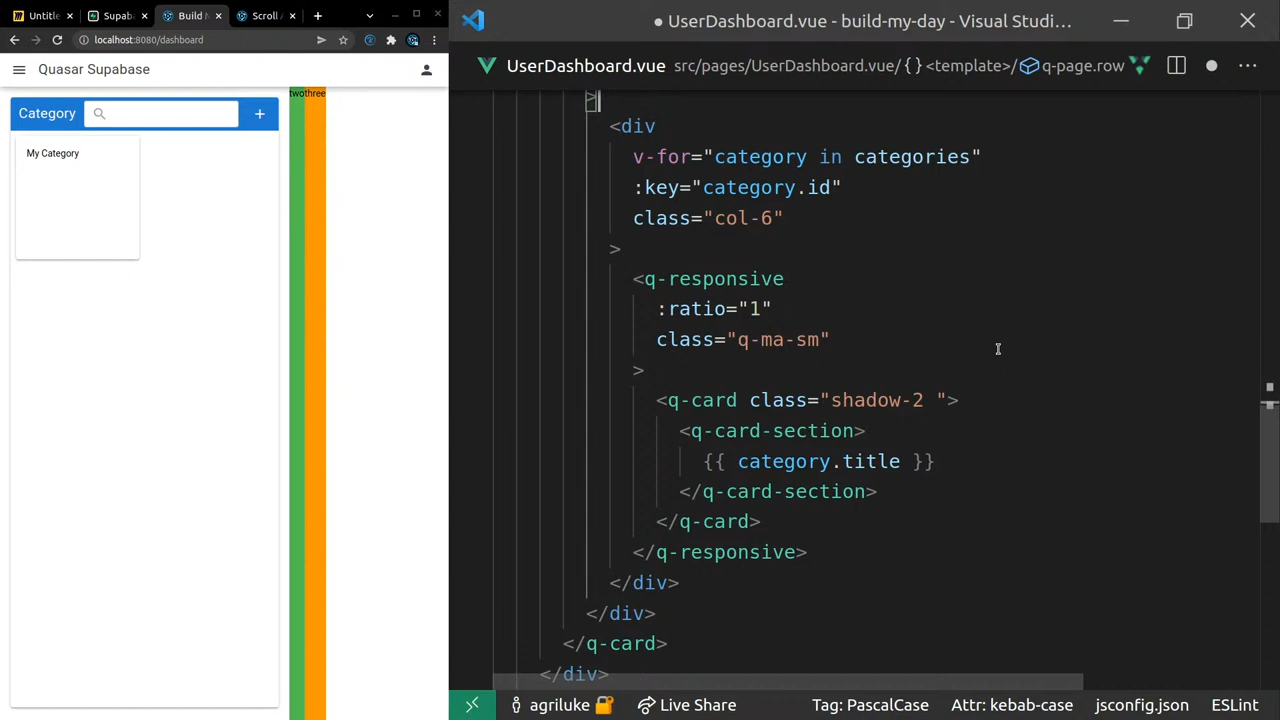 Untitle
Supaba
Build M
Scroll A
localhost:8080/dashboard
Quasar Supabase
Category
My Category
twothree
UserDashboard.vue - build-my-day - Visual Studi...
UserDashboard.vue src/pages/UserDashboard.vue/ {} <template>/ q-page.row
>
<div
v-for="category in categories"
:key="category.id"
class="col-6"
>
<q-responsive
:ratio="1"
class="q-ma-sm"
>
<q-card class="shadow-2 ">
<q-card-section>
{{ category.title }}
</q-card-section>
</q-card>
</q-responsive>
</div>
</div>
</q-card>
</div>
agriluke Live Share Tag: PascalCase Attr: kebab-case jsconfig.json ESLint